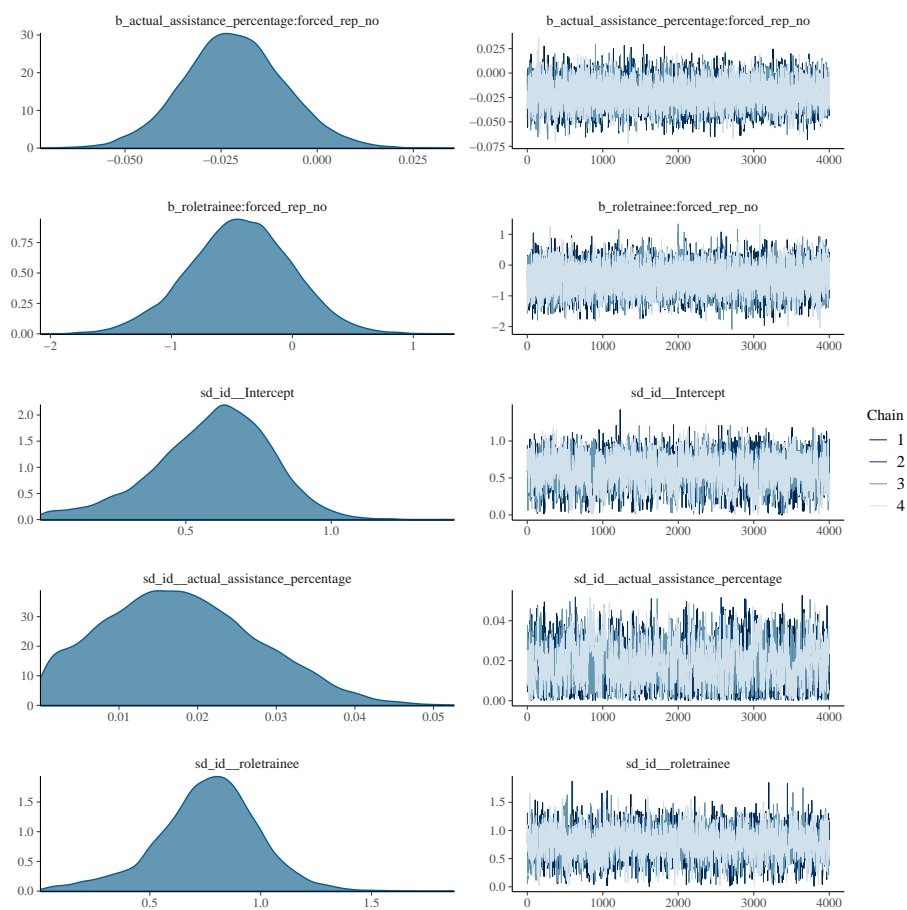 b_actual_assistance_percentage:forced_rep_no
30
20
10
0
−0.050 −0.025 0.000 0.025
b_actual_assistance_percentage:forced_rep_no
0.025
0.000
−0.025
−0.050
−0.075
0 1000 2000 3000 4000
b_roletrainee:forced_rep_no
0.75
0.50
0.25
0.00
−2 −1 0 1
b_roletrainee:forced_rep_no
1
0
−1
−2
0 1000 2000 3000 4000
sd_id__Intercept
2.0
1.5
1.0
0.5
0.0
0.5 1.0
sd_id__Intercept
1.0
0.5
0.0
0 1000 2000 3000 4000
sd_id__actual_assistance_percentage
30
20
10
0
0.01 0.02 0.03 0.04 0.05
sd_id__actual_assistance_percentage
0.04
0.02
0.00
0 1000 2000 3000 4000
sd_id__roletrainee
1.5
1.0
0.5
0.0
0.5 1.0 1.5
sd_id__roletrainee
1.5
1.0
0.5
0.0
0 1000 2000 3000 4000
Chain
1
2
3
4